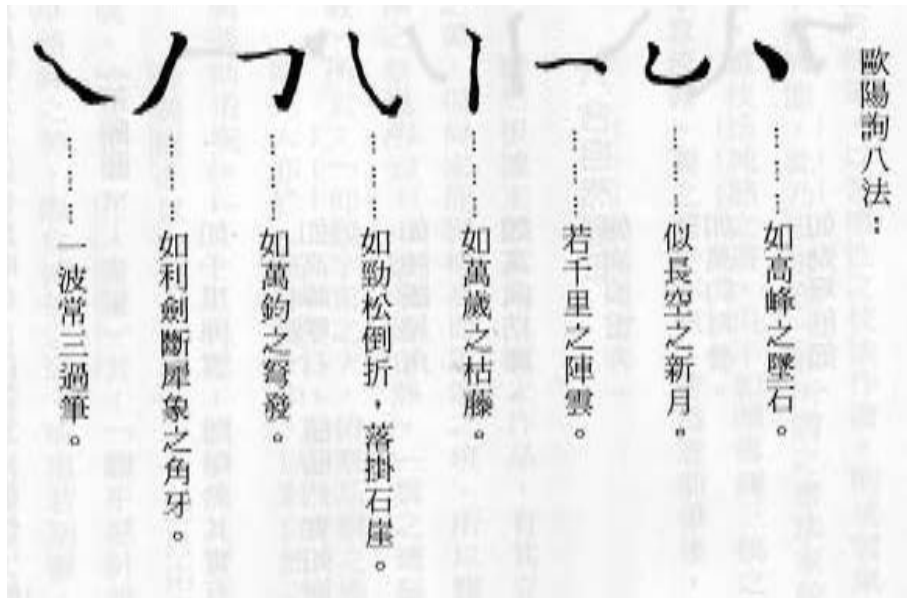 歐陽詢八法：
如高峰之墜石。
似長空之新月。
若千里之陣雲。
如萬歲之枯藤。
如勁松倒折，落掛石崖。
如萬鈞之弩發。
如利劍斷犀象之角牙。
一波常三過筆。